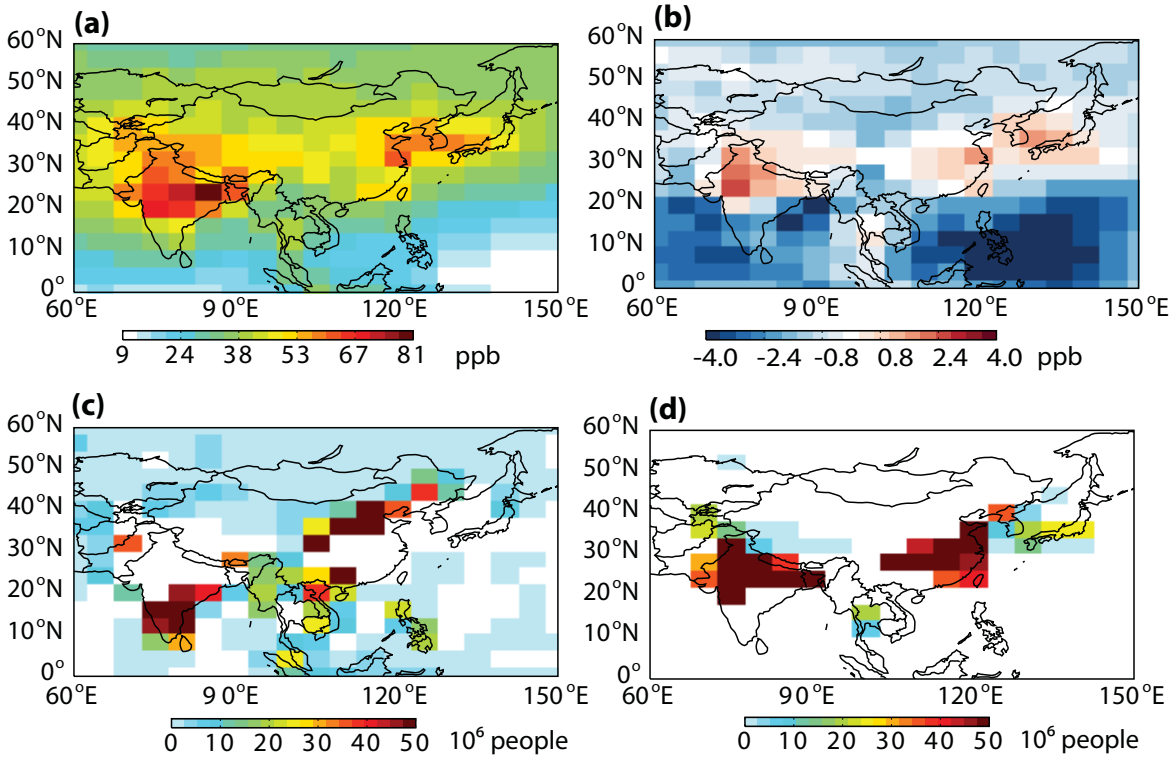 (a)
60°N
50°N
40°N
30°N
20°N
10°N
0°
60°E 90°E 120°E 150°E
9 24 38 53 67 81 ppb
(b)
60°N
50°N
40°N
30°N
20°N
10°N
0°
60°E 90°E 120°E 150°E
-4.0 -2.4 -0.8 0.8 2.4 4.0 ppb
(c)
60°N
50°N
40°N
30°N
20°N
10°N
0°
60°E 90°E 120°E 150°E
0 10 20 30 40 50 10⁶ people
(d)
60°N
50°N
40°N
30°N
20°N
10°N
0°
60°E 90°E 120°E 150°E
0 10 20 30 40 50 10⁶ people